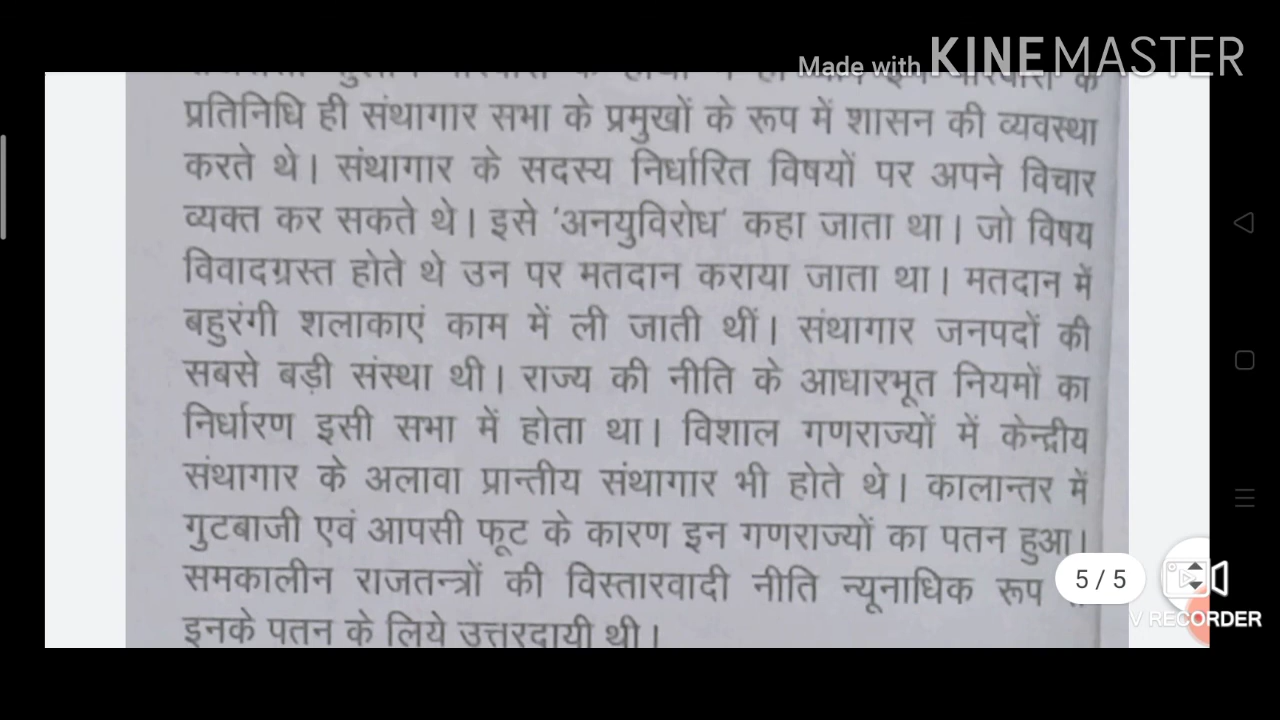 Made with KINEMASTER
प्रतिनिधि ही संथागार सभा के प्रमुखों के रूप में शासन की व्यवस्था
करते थे। संथागार के सदस्य निर्धारित विषयों पर अपने विचार
व्यक्त कर सकते थे। इसे 'अनयुविरोध' कहा जाता था। जो विषय
विवादग्रस्त होते थे उन पर मतदान कराया जाता था। मतदान में
बहुरंगी शलाकाएं काम में ली जाती थीं। संथागार जनपदों की
सबसे बड़ी संस्था थी। राज्य की नीति के आधारभूत नियमों का
निर्धारण इसी सभा में होता था। विशाल गणराज्यों में केन्द्रीय
संथागार के अलावा प्रान्तीय संथागार भी होते थे। कालान्तर में
गुटबाजी एवं आपसी फूट के कारण इन गणराज्यों का पतन हुआ।
समकालीन राजतन्त्रों की विस्तारवादी नीति न्यूनाधिक रूप
5 / 5
V RECORDER
इनके पतन के लिये उत्तरदायी थी।